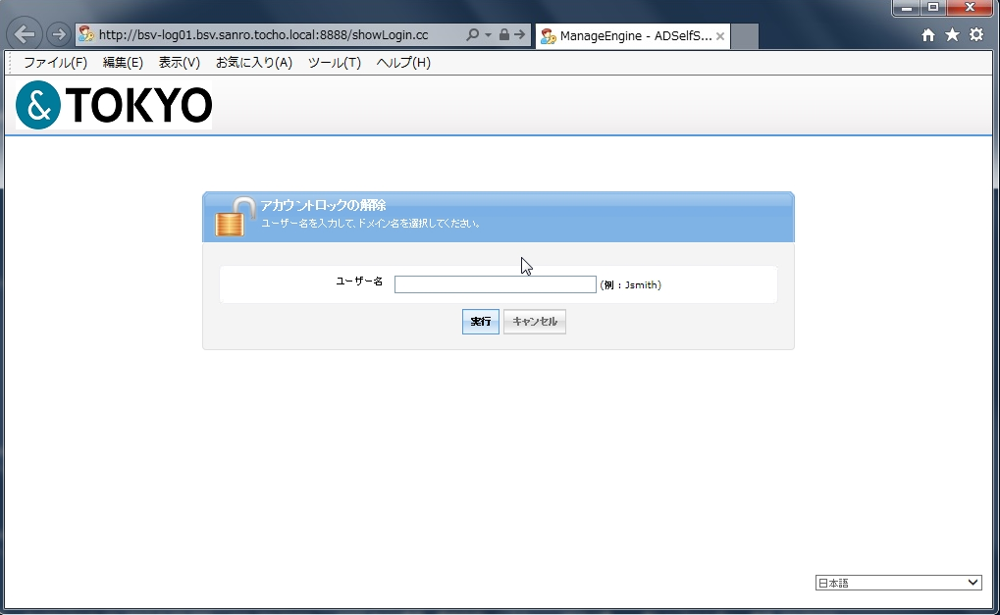 http://bsv-log01.bsv.sanro.tocho.local:8888/showLogin.cc
ManageEngine - ADSelfS...
ファイル(F) 編集(E) 表示(V) お気に入り(A) ツール(T) ヘルプ(H)
& TOKYO
アカウントロックの解除
ユーザー名を入力して、ドメイン名を選択してください。
ユーザー名 (例 : Jsmith)
実行 キャンセル
日本語